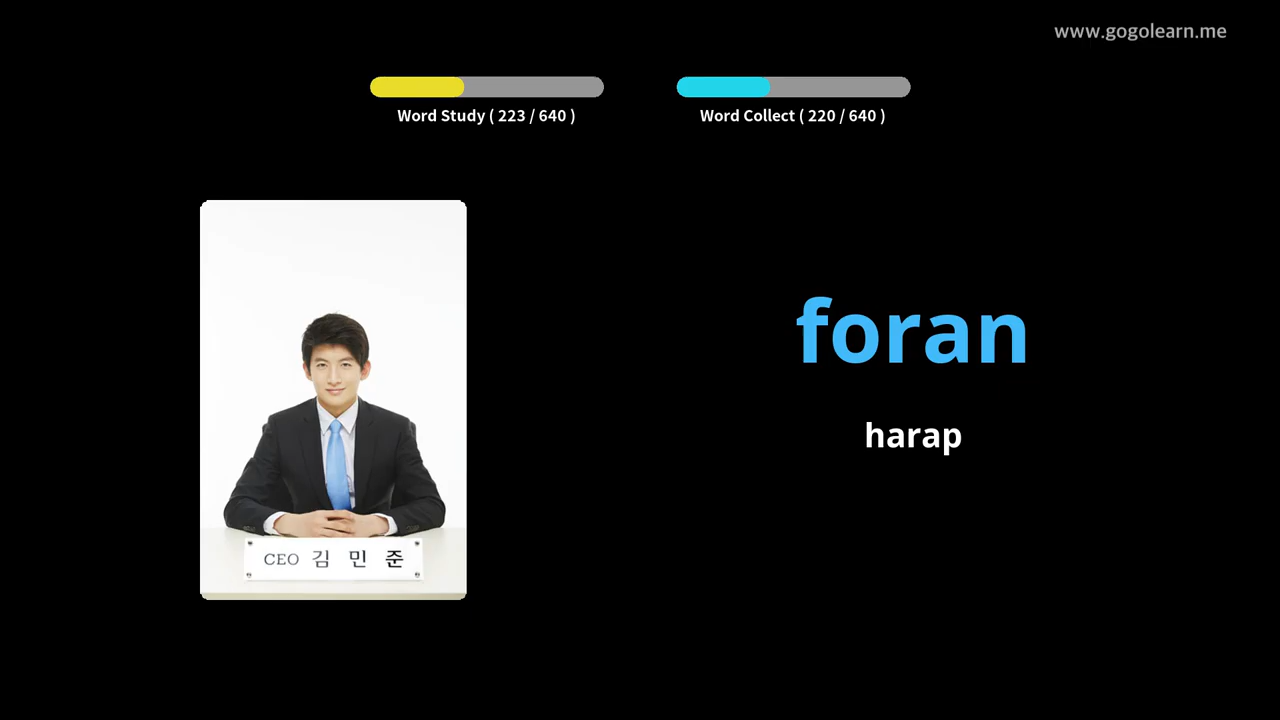 www.gogolearn.me
Word Study ( 223 / 640 )
Word Collect ( 220 / 640 )
foran
harap
CEO 김 민 준